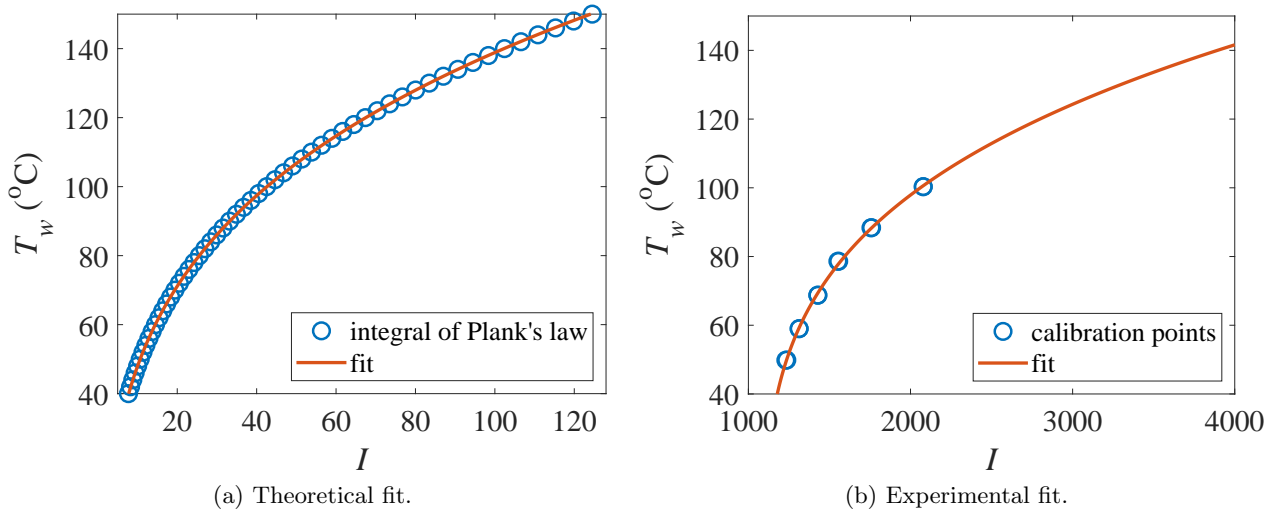 150
140
120
100
80
60
40
T_w (°C)
integral of Plank's law
fit
20 40 60 80 100 120
I
(a) Theoretical fit.
140
120
100
80
60
40
T_w (°C)
calibration points
fit
1000 2000 3000 4000
I
(b) Experimental fit.